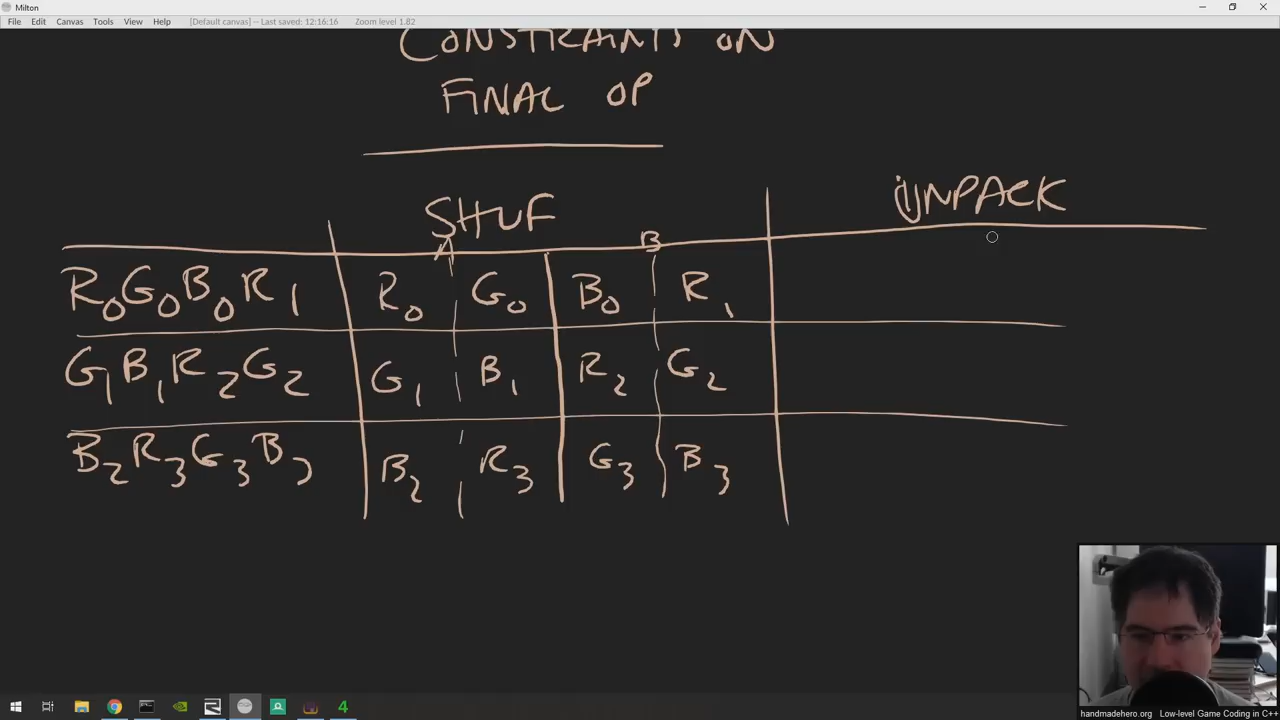 Milton
File Edit Canvas Tools View Help [Default canvas] -- Last saved: 12:16:16 Zoom level 1.82
CONSTRAINTS ON
FINAL OP
SHUF UNPACK
A B
R0G0B0R1 R0 G0 B0 R1
G1B1R2G2 G1 B1 R2 G2
B2R3G3B3 B2 R3 G3 B3
4
handmadehero.org Low-level Game Coding in C++